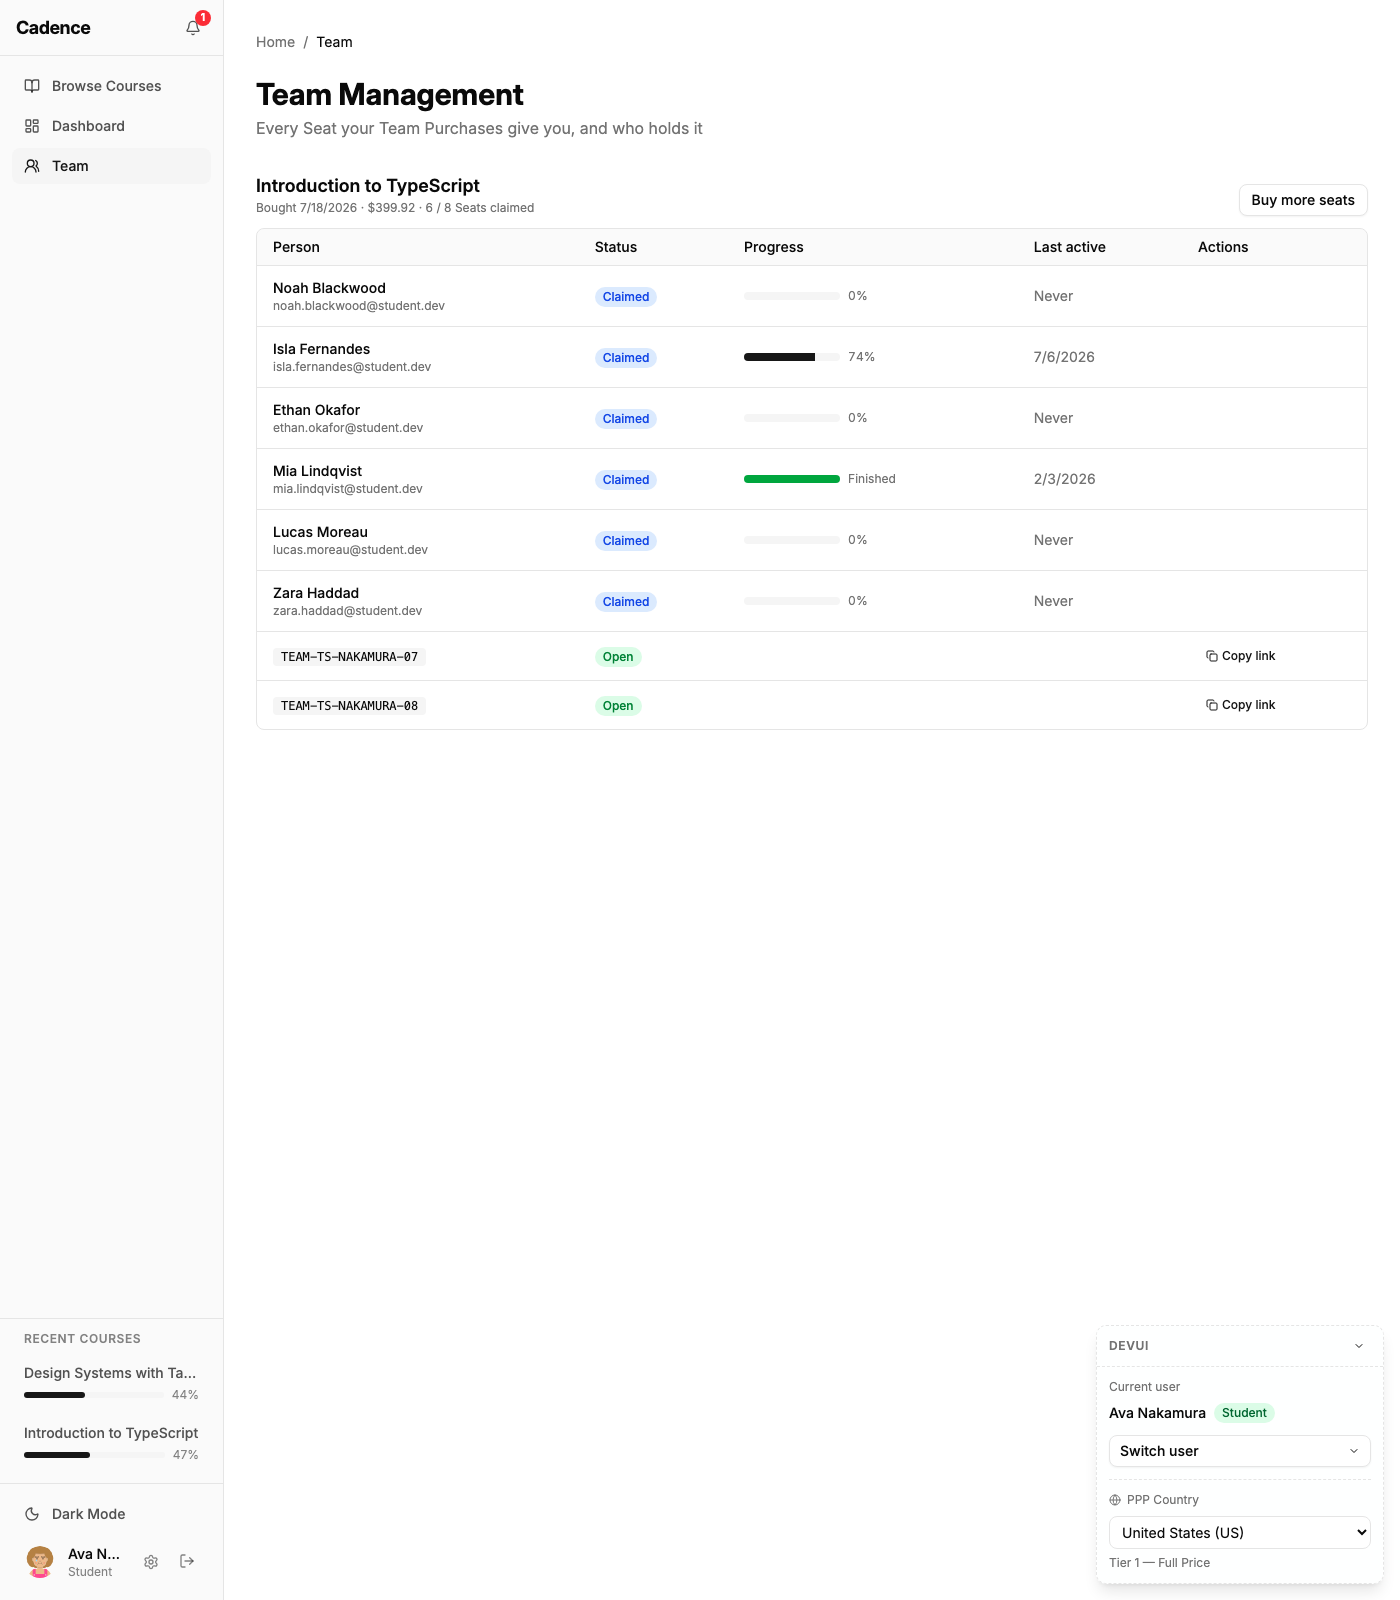 Cadence
1
Browse Courses
Dashboard
Team
Home / Team
Team Management
Every Seat your Team Purchases give you, and who holds it
Introduction to TypeScript
Bought 7/18/2026 · $399.92 · 6 / 8 Seats claimed
Buy more seats
Person Status Progress Last active Actions
Noah Blackwood
noah.blackwood@student.dev
Claimed 0% Never
Isla Fernandes
isla.fernandes@student.dev
Claimed 74% 7/6/2026
Ethan Okafor
ethan.okafor@student.dev
Claimed 0% Never
Mia Lindqvist
mia.lindqvist@student.dev
Claimed Finished 2/3/2026
Lucas Moreau
lucas.moreau@student.dev
Claimed 0% Never
Zara Haddad
zara.haddad@student.dev
Claimed 0% Never
TEAM-TS-NAKAMURA-07 Open Copy link
TEAM-TS-NAKAMURA-08 Open Copy link
RECENT COURSES
Design Systems with Ta...
44%
Introduction to TypeScript
47%
Dark Mode
Ava N...
Student
DEVUI
Current user
Ava Nakamura Student
Switch user
PPP Country
United States (US)
Tier 1 — Full Price